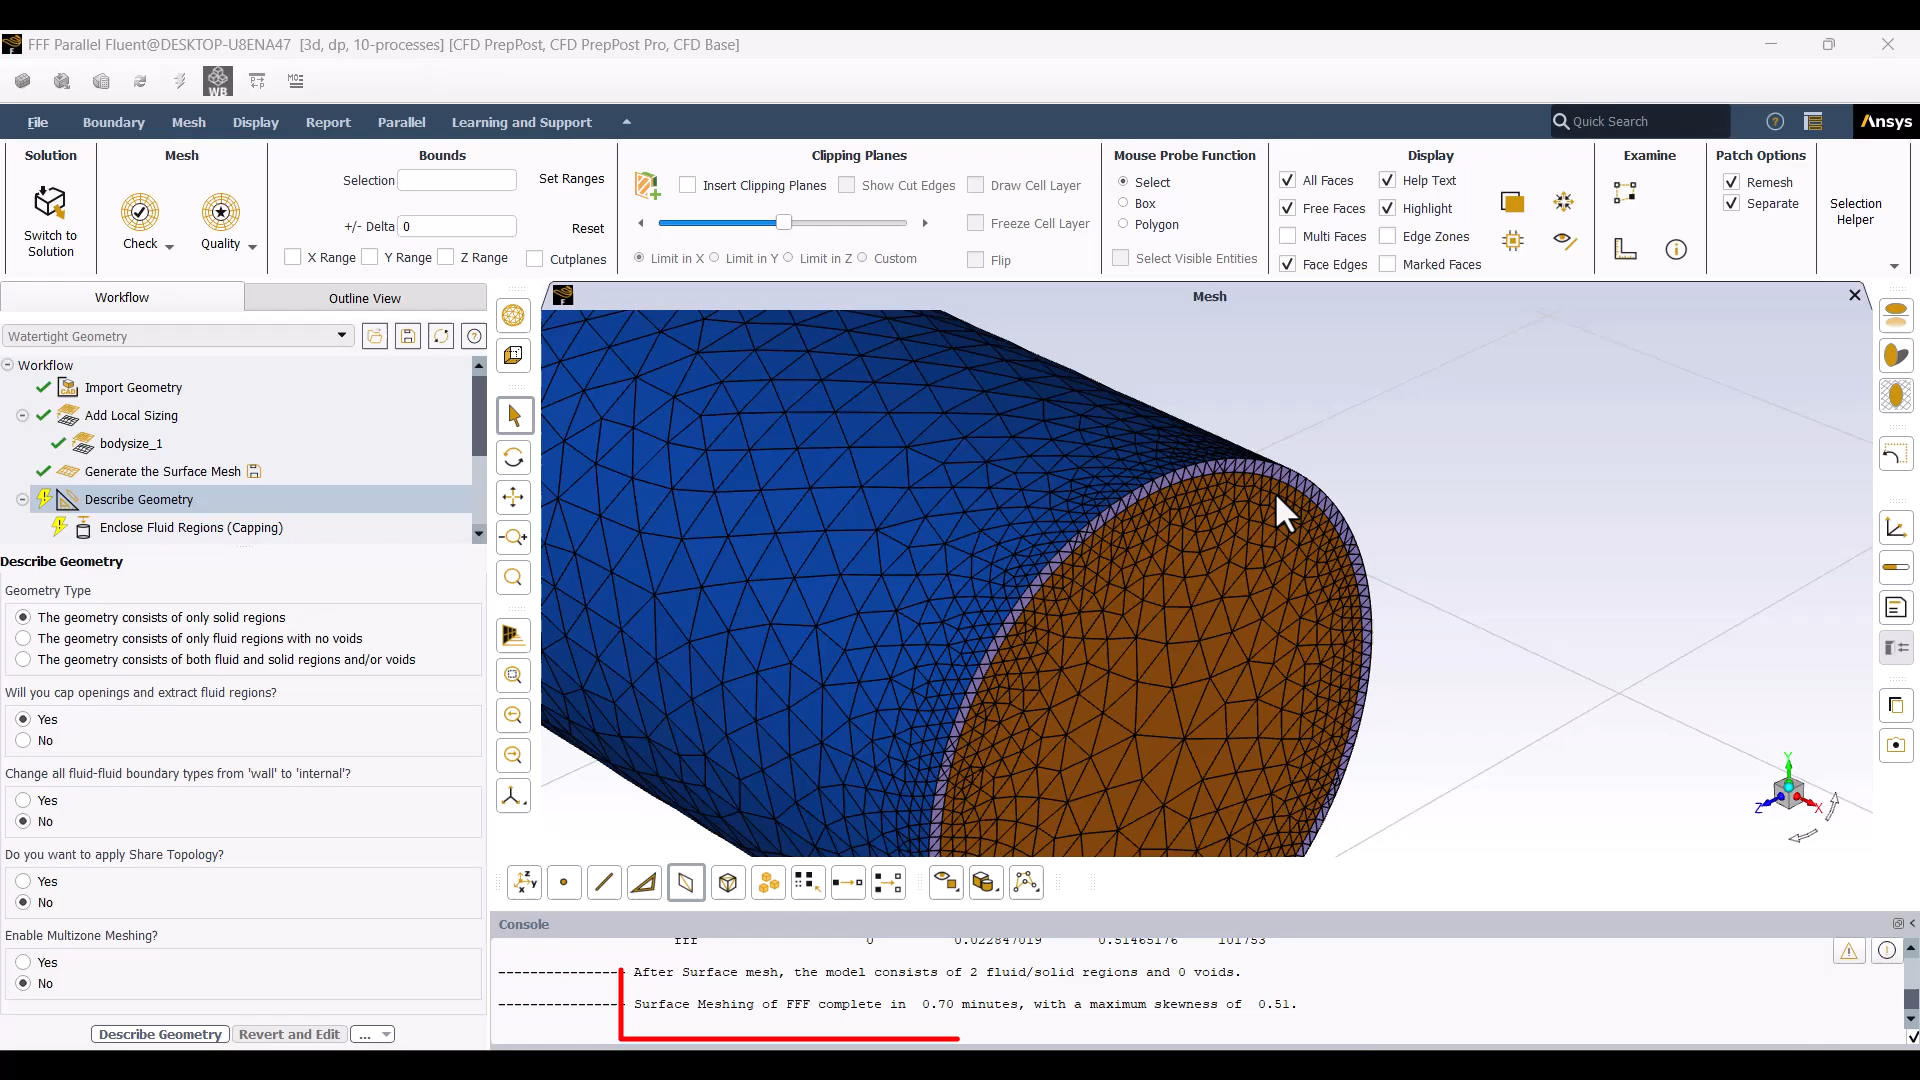 FFF Parallel Fluent@DESKTOP-U8ENA47 [3d, dp, 10-processes] [CFD PrepPost, CFD PrepPost Pro, CFD Base]
WB
File Boundary Mesh Display Report Parallel Learning and Support Quick Search Ansys
Solution
Switch to
Solution
Mesh
Check
Quality
Bounds
Selection
Set Ranges
+/- Delta 0
Reset
X Range Y Range Z Range Cutplanes
Clipping Planes
Insert Clipping Planes Show Cut Edges Draw Cell Layer
Freeze Cell Layer
Limit in X Limit in Y Limit in Z Custom Flip
Mouse Probe Function
Select
Box
Polygon
Select Visible Entities
Display
All Faces Help Text
Free Faces Highlight
Multi Faces Edge Zones
Face Edges Marked Faces
Examine
Patch Options
Remesh
Separate
Selection
Helper
Workflow Outline View
Watertight Geometry
Workflow
Import Geometry
Add Local Sizing
bodysize_1
Generate the Surface Mesh
Describe Geometry
Enclose Fluid Regions (Capping)
Describe Geometry
Geometry Type
The geometry consists of only solid regions
The geometry consists of only fluid regions with no voids
The geometry consists of both fluid and solid regions and/or voids
Will you cap openings and extract fluid regions?
Yes
No
Change all fluid-fluid boundary types from 'wall' to 'internal'?
Yes
No
Do you want to apply Share Topology?
Yes
No
Enable Multizone Meshing?
Yes
No
Describe Geometry Revert and Edit ...
Mesh
Y
Z
X
Console
fff 0 0.022847019 0.51465176 101753
---------------- After Surface mesh, the model consists of 2 fluid/solid regions and 0 voids.
---------------- Surface Meshing of FFF complete in 0.70 minutes, with a maximum skewness of 0.51.